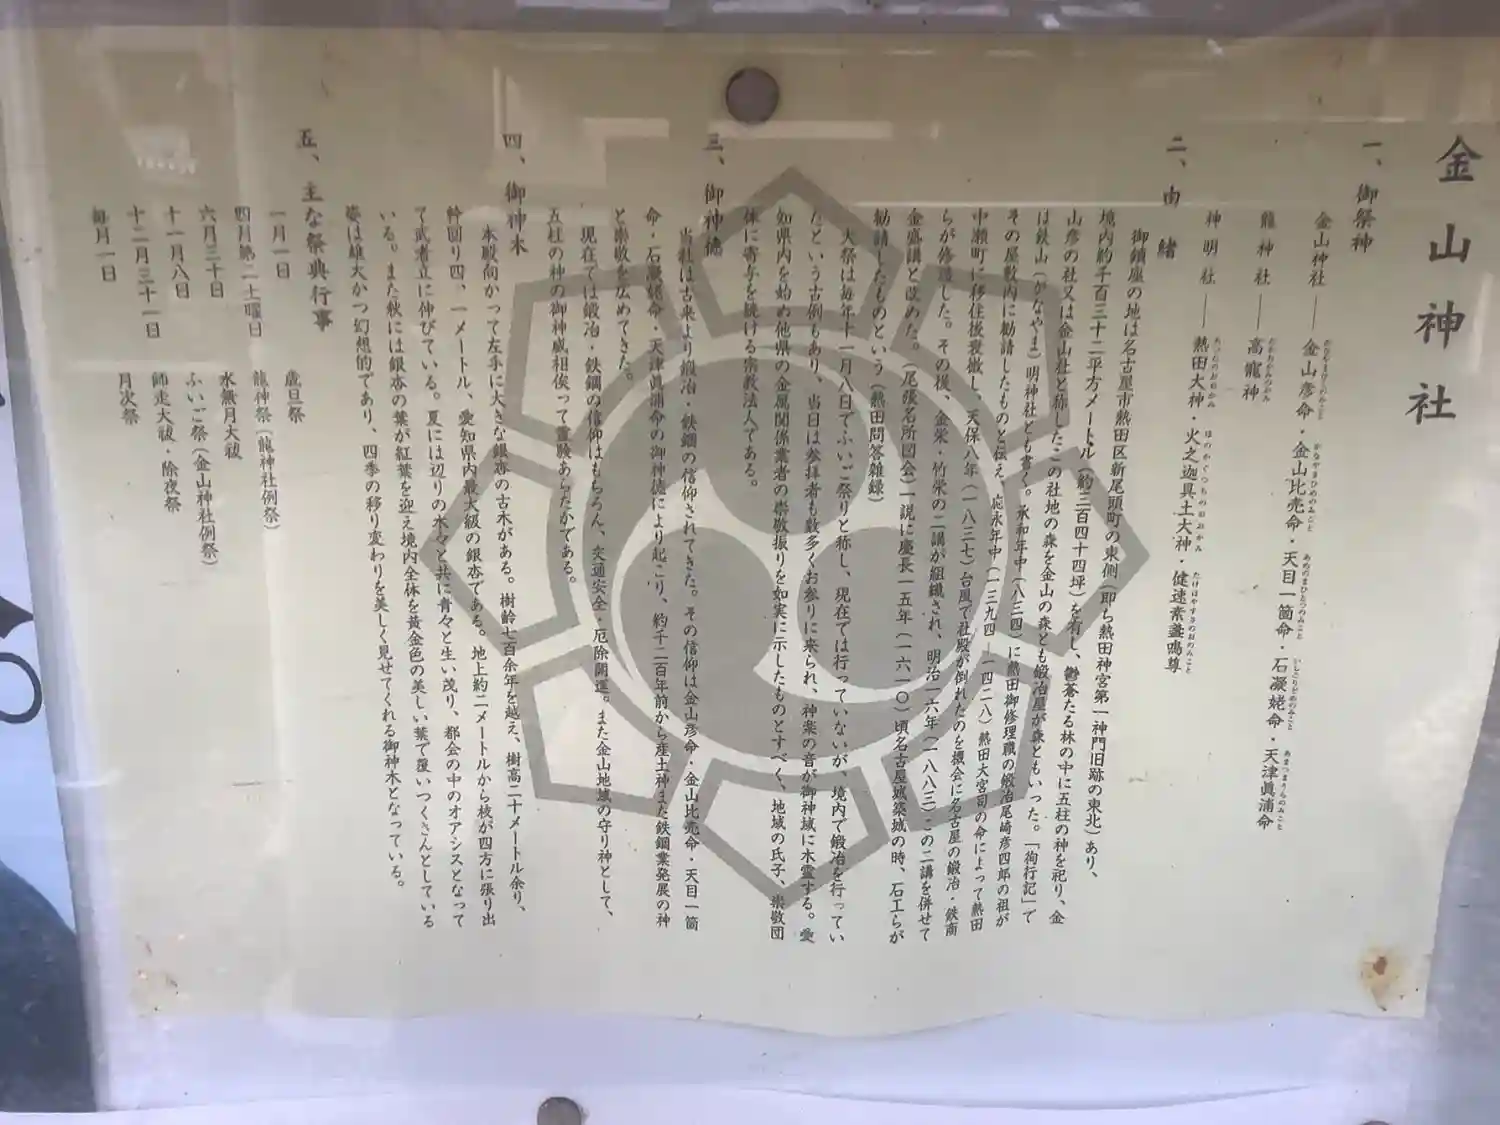 金山神社
一、御祭神
金山神社――金山彦命・金山比売命・天目一箇命・石凝姥命・天津眞浦命
龍神社――高龗神
神明社――熱田大神・火之迦具土大神・健速素盞嗚尊
二、由緒
御鎮座の地は名古屋市熱田区新尾頭町の東側(即ち熱田神宮第一神門旧跡の東北)あり、
境内約千百三十二平方メートル(約三百四十四坪)を有し、鬱蒼たる林の中に五柱の神を祀り、金
山彦の社又は金山社と称したこの社地の森を金山の森とも鍛冶屋が森ともいった。「徇行記」で
は鉄山(かなやま)明神社とも書く。承和年中(八三四)に熱田御修理職の鍛冶尾崎彦四郎の祖が
その屋敷内に勧請したものと伝え、応永年中(一三九四―一四二八)熱田大宮司の命によって熱田
中瀬町に移住後衰微し、天保八年(一八三七)台風で社殿が倒れたのを機会に名古屋の鍛冶・鉄商
らが修議した。その後、金栄・竹栄の二講が組織され、明治一六年(一八八三)この二講を併せて
金盛講と改めた。(尾張名所図会)一説に慶長一五年(一六一〇)頃名古屋城築城の時、石工らが
勧請したものという(熱田問答雑録)
大祭は毎年十一月八日でふいご祭りと称し、現在では行っていないが、境内で鍛冶を行ってい
たという古例もあり、当日は参拝者も数多くお参りに来られ、神楽の音が御神域に木霊する。愛
知県内を始め他県の金属関係業者の崇敬振りを如実に示したものとすべく、地域の氏子、崇敬団
体に寄与を続ける宗教法人である。
三、御神徳
当社は古来より鍛冶・鉄鋼の信仰されてきた。その信仰は金山彦命・金山比売命・天目一箇
命・石凝姥命・天津眞浦命の御神徳により起こり、約千二百年前から産土神また鉄鋼業発展の神
と崇敬を広めてきた。
現在では鍛冶・鉄鋼の信仰はもちろん、交通安全・厄除開運。また金山地域の守り神として、
五柱の神の御神威相俟って霊験あらたかである。
四、御神木
本殿向かって左手に大きな銀杏の古木がある。樹齢七百余年を越え、樹高二十メートル余り、
幹回り四、一メートル、愛知県内最大級の銀杏である。地上約二メートルから枝が四方に張り出
て武者立に伸びている。夏には辺りの木々と共に青々と生い茂り、都会の中のオアシスとなって
いる。また秋には銀杏の葉が紅葉を迎え境内全体を黄金色の美しい葉で覆いつくさんとしている
姿は雄大かつ幻想的であり、四季の移り変わりを美しく見せてくれる御神木となっている。
五、主な祭典行事
一月一日 歳旦祭
四月第二土曜日 龍神祭(龍神社例祭)
六月三十日 水無月大祓
十一月八日 ふいご祭(金山神社例祭)
十二月三十一日 師走大祓・除夜祭
毎月一日 月次祭